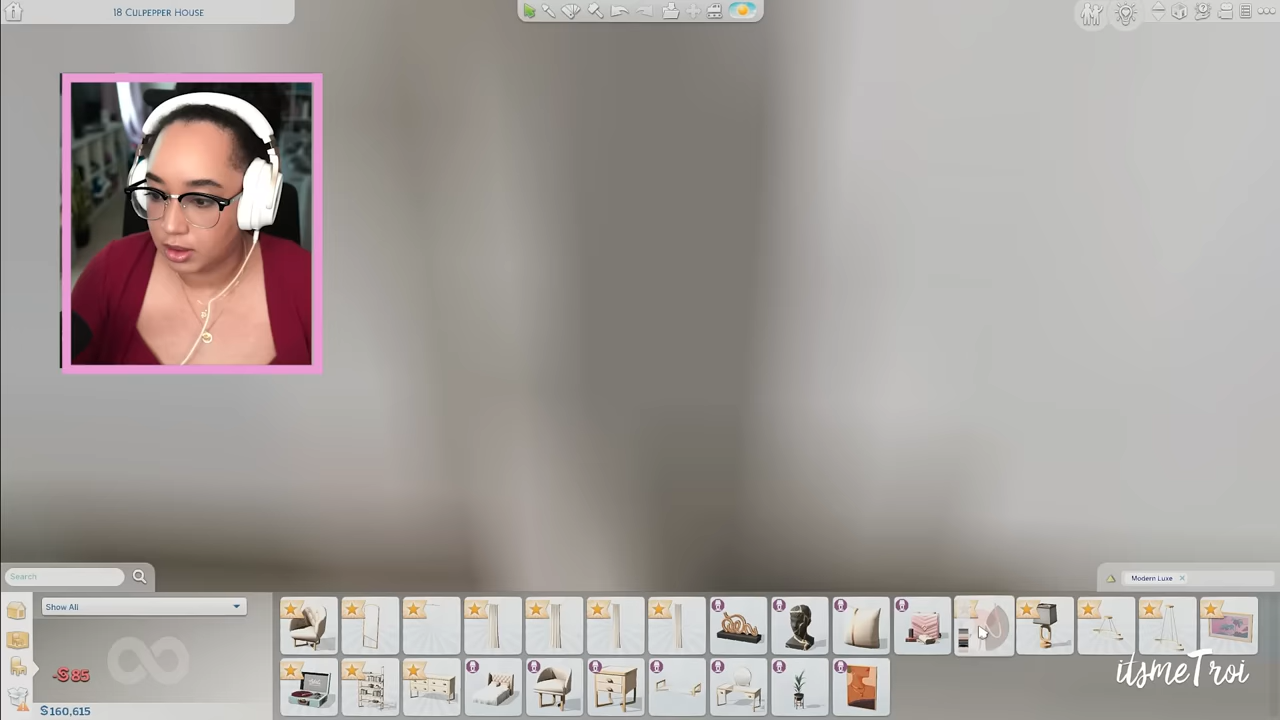 18 Culpepper House
Search
Show All
-§85
§160,615
Modern Luxe
itsmeTroi